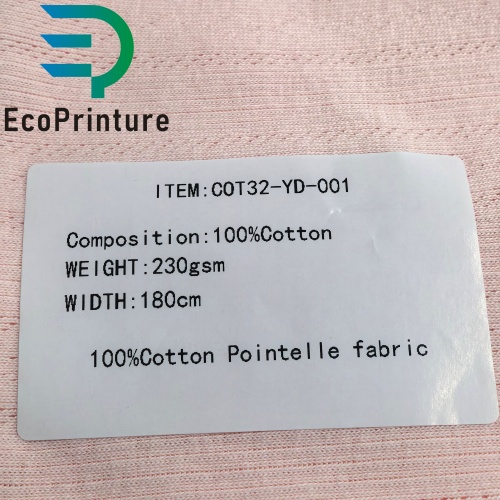 EcoPrinture
ITEM:COT32-YD-001
Composition:100%Cotton
WEIGHT:230gsm
WIDTH:180cm
100%Cotton Pointelle fabric